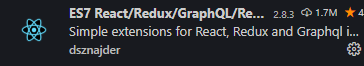 ES7 React/Redux/GraphQL/Re... 2.8.3 1.7M 4
Simple extensions for React, Redux and Graphql i...
dsznajder